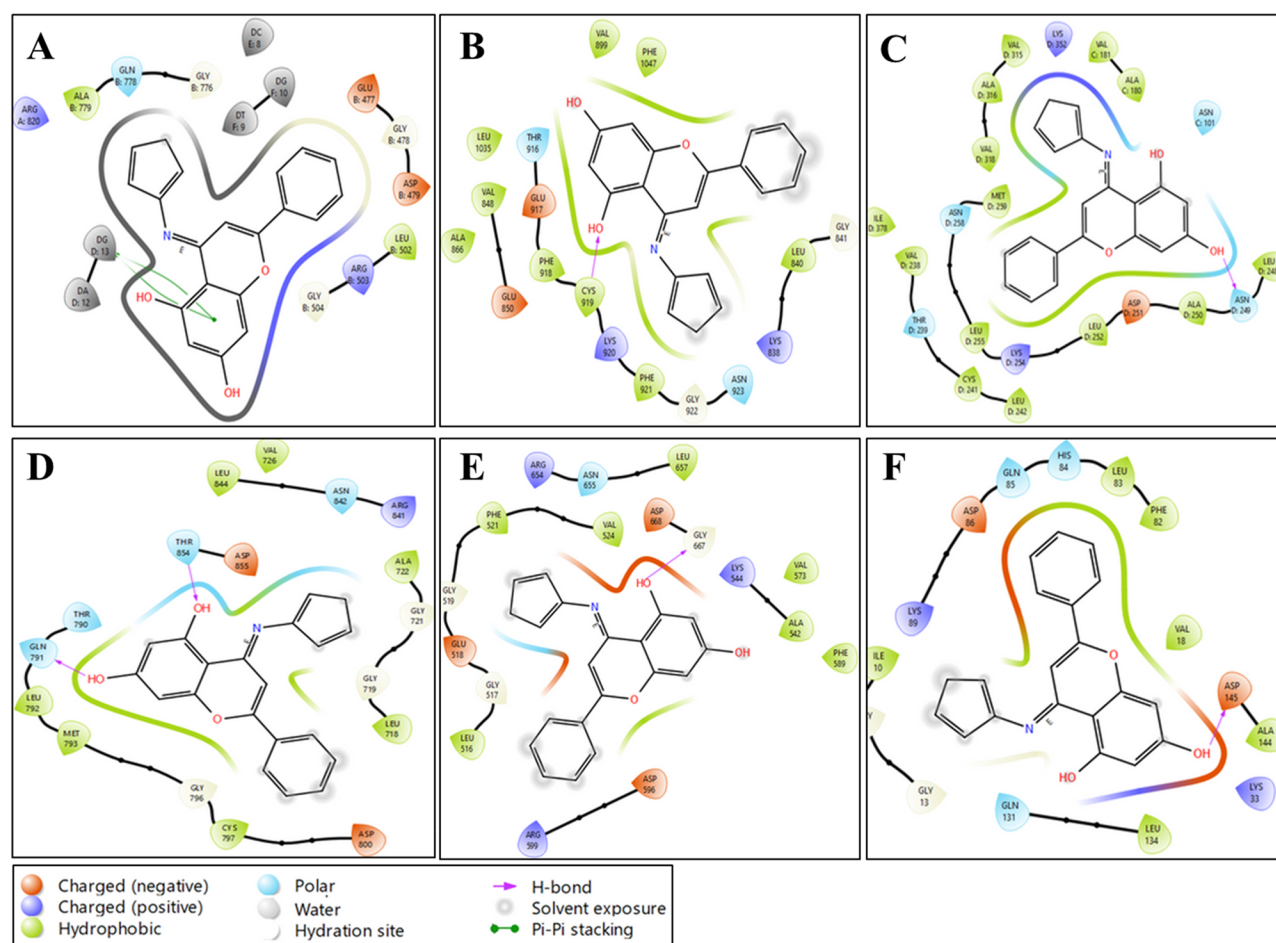 A
DC
E: 8
GLN
B: 778
GLY
B: 776
DG
F: 10
ALA
B: 779
ARG
A: 820
DT
F: 9
GLU
B: 477
GLY
B: 478
ASP
B: 479
N
E
O
DG
D: 13
DA
D: 12
LEU
B: 502
ARG
B: 503
GLY
B: 504
HO
OH
B
VAL
899
PHE
1047
HO
LEU
1035
THR
916
O
VAL
848
GLU
917
HO
N
ALA
866
PHE
918
CYS
919
GLU
850
LEU
840
GLY
841
LYS
920
LYS
838
PHE
921
GLY
922
ASN
923
C
VAL
D: 315
LYS
D: 352
VAL
C: 181
ALA
D: 316
ALA
C: 180
ASN
C: 101
VAL
D: 318
N
E
HO
MET
D: 259
ASN
D: 258
ILE
D: 378
VAL
D: 238
O
OH
THR
D: 239
LEU
D: 255
LYS
D: 254
LEU
D: 252
ASP
D: 251
ALA
D: 250
ASN
D: 249
CYS
D: 241
LEU
D: 242
D
VAL
726
LEU
844
ASN
842
ARG
841
THR
854
ASP
855
ALA
722
OH
N
E
GLY
721
THR
790
GLN
791
HO
O
GLY
719
LEU
792
LEU
718
MET
793
GLY
796
CYS
797
ASP
800
E
ARG
654
ASN
655
LEU
657
PHE
521
VAL
524
ASP
668
GLY
667
LYS
544
VAL
573
GLY
519
N
HO
ALA
542
GLU
518
OH
PHE
589
GLY
517
O
LEU
516
ASP
596
ARG
599
F
GLN
85
HIS
84
LEU
83
PHE
82
ASP
86
LYS
89
VAL
18
ILE
10
O
ASP
145
N
E
ALA
144
OH
HO
GLY
13
LYS
33
GLN
131
LEU
134
Charged (negative)
Charged (positive)
Hydrophobic
Polar
Water
Hydration site
H-bond
Solvent exposure
Pi-Pi stacking